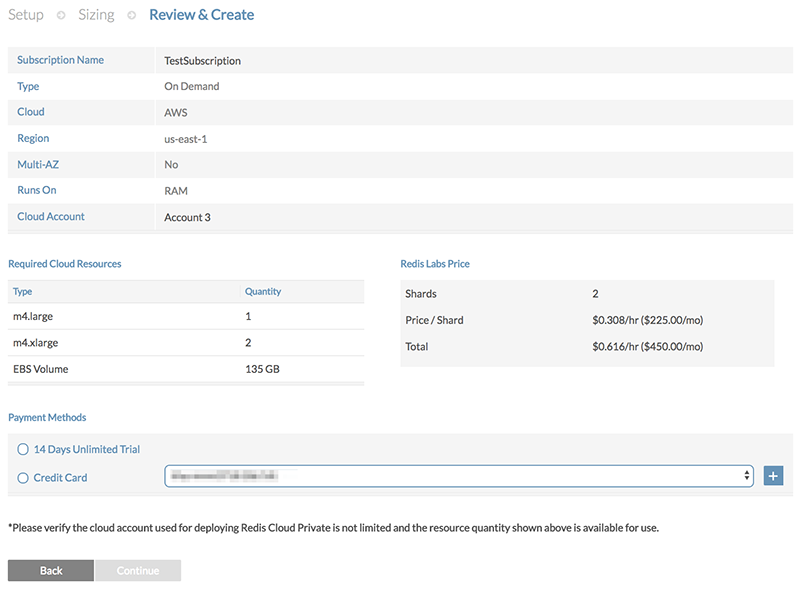 Setup Sizing Review & Create
Subscription Name TestSubscription
Type On Demand
Cloud AWS
Region us-east-1
Multi-AZ No
Runs On RAM
Cloud Account Account 3
Required Cloud Resources
Type Quantity
m4.large 1
m4.xlarge 2
EBS Volume 135 GB
Redis Labs Price
Shards 2
Price / Shard $0.308/hr ($225.00/mo)
Total $0.616/hr ($450.00/mo)
Payment Methods
14 Days Unlimited Trial
Credit Card
*Please verify the cloud account used for deploying Redis Cloud Private is not limited and the resource quantity shown above is available for use.
Back Continue